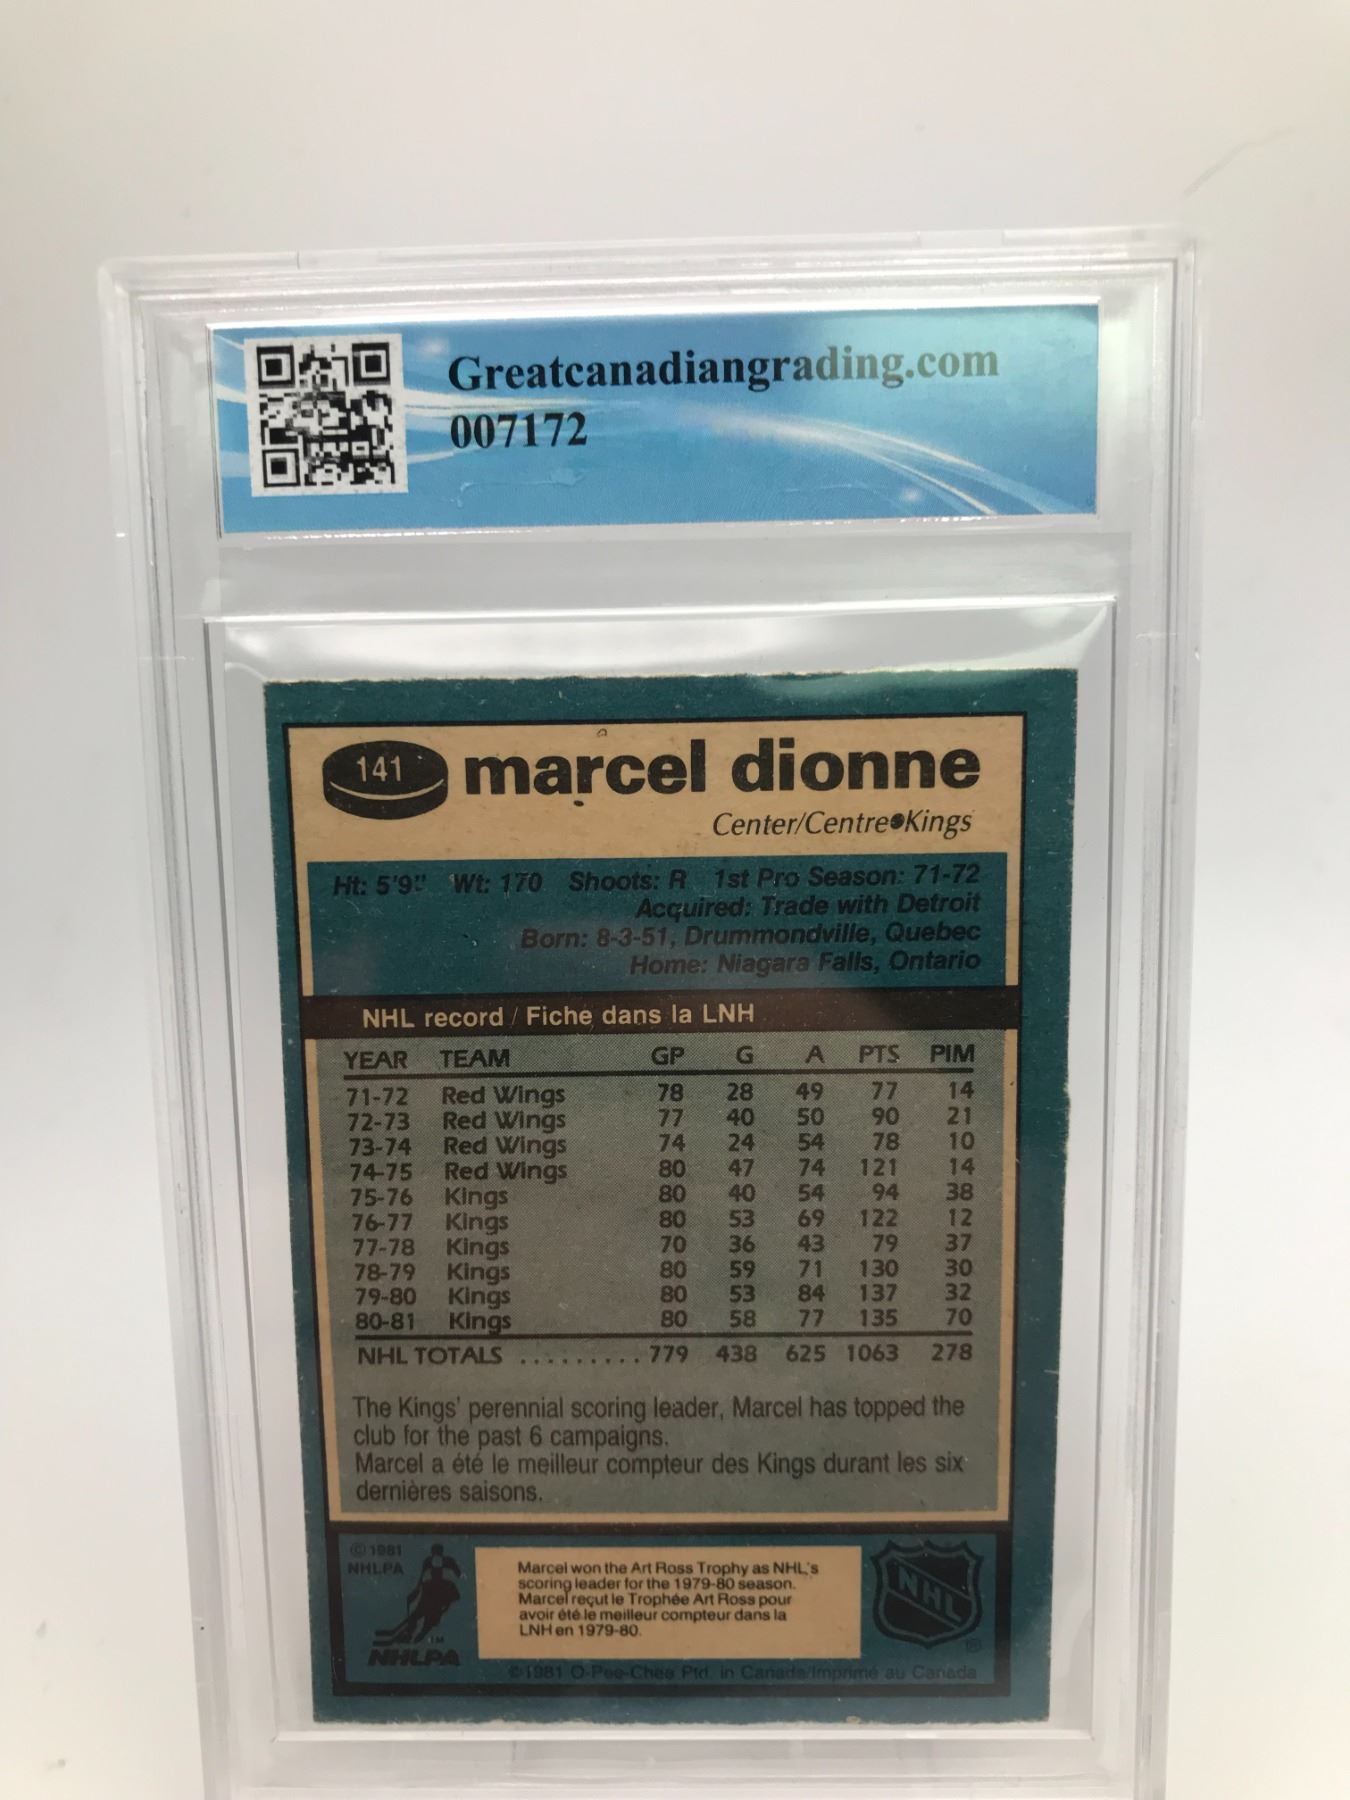 Greatcanadiangrading.com
007172
141
marcel dionne
Center/Centre•Kings
Ht: 5'9" Wt: 170 Shoots: R 1st Pro Season: 71-72
Acquired: Trade with Detroit
Born: 8-3-51, Drummondville, Quebec
Home: Niagara Falls, Ontario
NHL record / Fiche dans la LNH
YEAR TEAM GP G A PTS PIM
71-72 Red Wings 78 28 49 77 14
72-73 Red Wings 77 40 50 90 21
73-74 Red Wings 74 24 54 78 10
74-75 Red Wings 80 47 74 121 14
75-76 Kings 80 40 54 94 38
76-77 Kings 80 53 69 122 12
77-78 Kings 70 36 43 79 37
78-79 Kings 80 59 71 130 30
79-80 Kings 80 53 84 137 32
80-81 Kings 80 58 77 135 70
NHL TOTALS ......... 779 438 625 1063 278
The Kings' perennial scoring leader, Marcel has topped the
club for the past 6 campaigns.
Marcel a été le meilleur compteur des Kings durant les six
dernières saisons.
© 1981
NHLPA
TM
NHLPA
Marcel won the Art Ross Trophy as NHL's
scoring leader for the 1979-80 season.
Marcel reçut le Trophée Art Ross pour
avoir été le meilleur compteur dans la
LNH en 1979-80.
NHL
®
©1981 O-Pee-Chee Ptd. in Canada/Imprimé au Canada